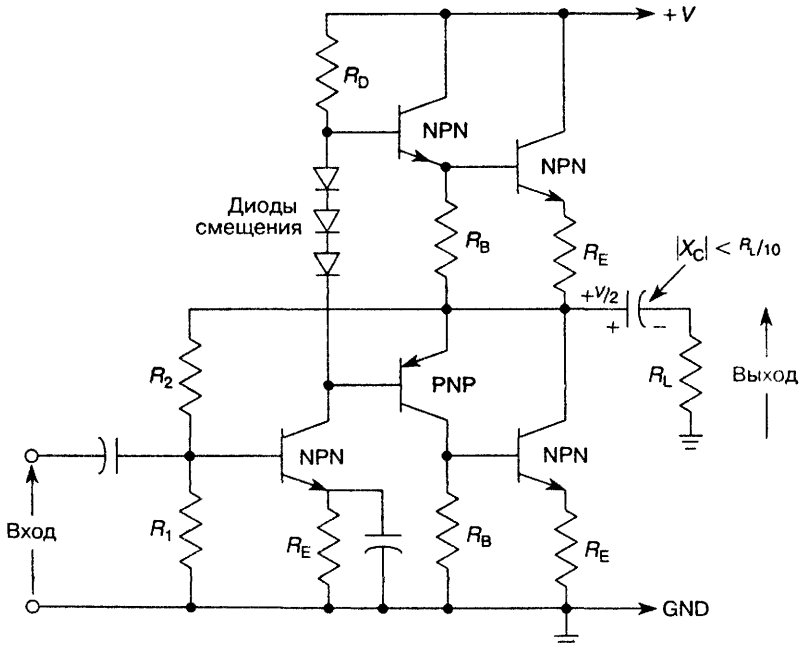 +V
R_D
NPN
NPN
Диоды
смещения
R_B
R_E
|X_C| < R_L/10
+V/2
+
−
R_2
PNP
R_L
Выход
NPN
NPN
Вход
R_1
R_E
R_B
R_E
GND